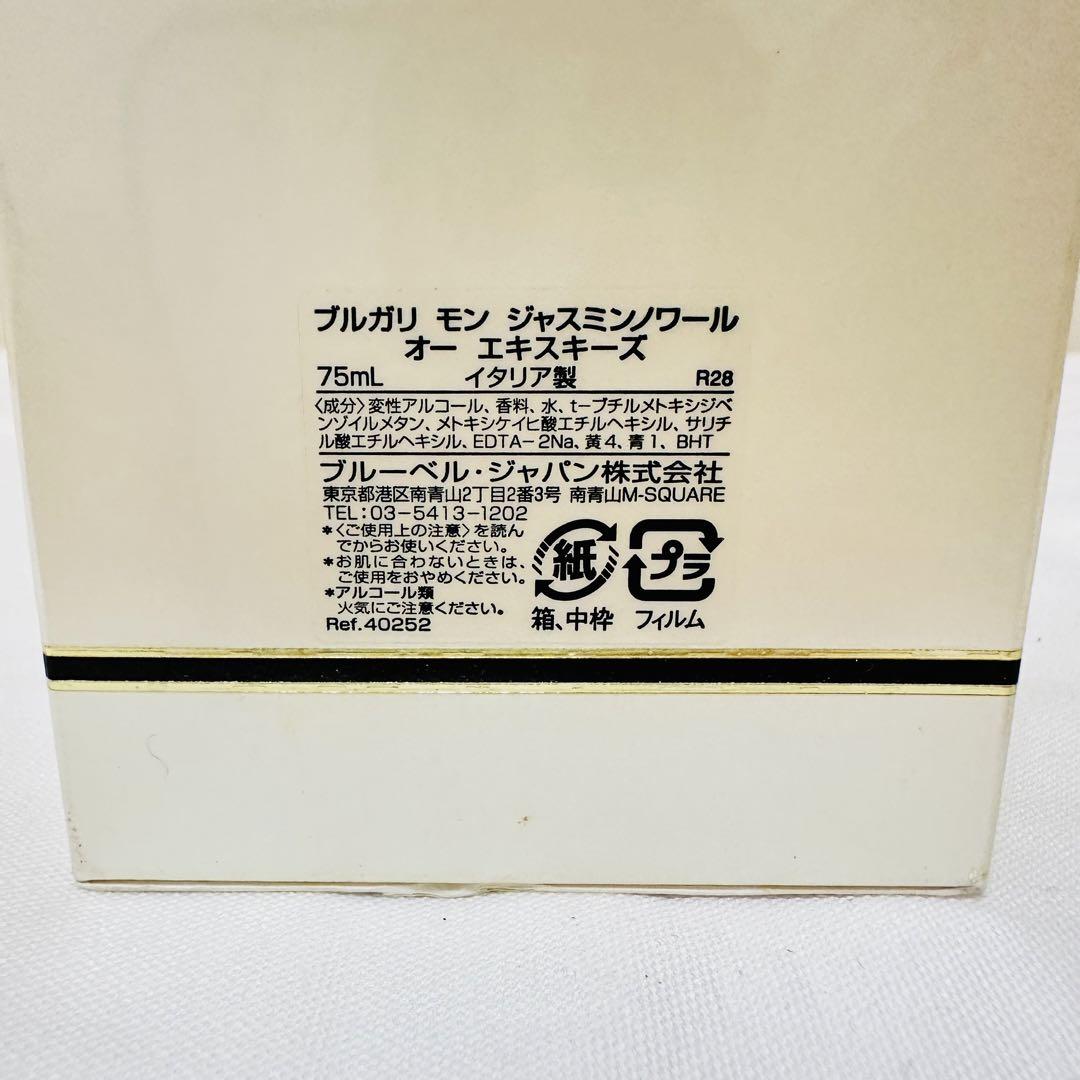 ブルガリ モン ジャスミンノワール
オー エキスキーズ
75mL イタリア製 R28
〈成分〉変性アルコール、香料、水、t－ブチルメトキシジベ
ンゾイルメタン、メトキシケイヒ酸エチルヘキシル、サリチ
ル酸エチルヘキシル、EDTA－2Na、黄4、青1、BHT
ブルーベル・ジャパン株式会社
東京都港区南青山2丁目2番3号 南青山M-SQUARE
TEL：03-5413-1202
＊〈ご使用上の注意〉を読ん
でからお使いください。
＊お肌に合わないときは、
ご使用をおやめください。
＊アルコール類
火気にご注意ください。
Ref.40252
紙 プラ
箱、中枠 フィルム